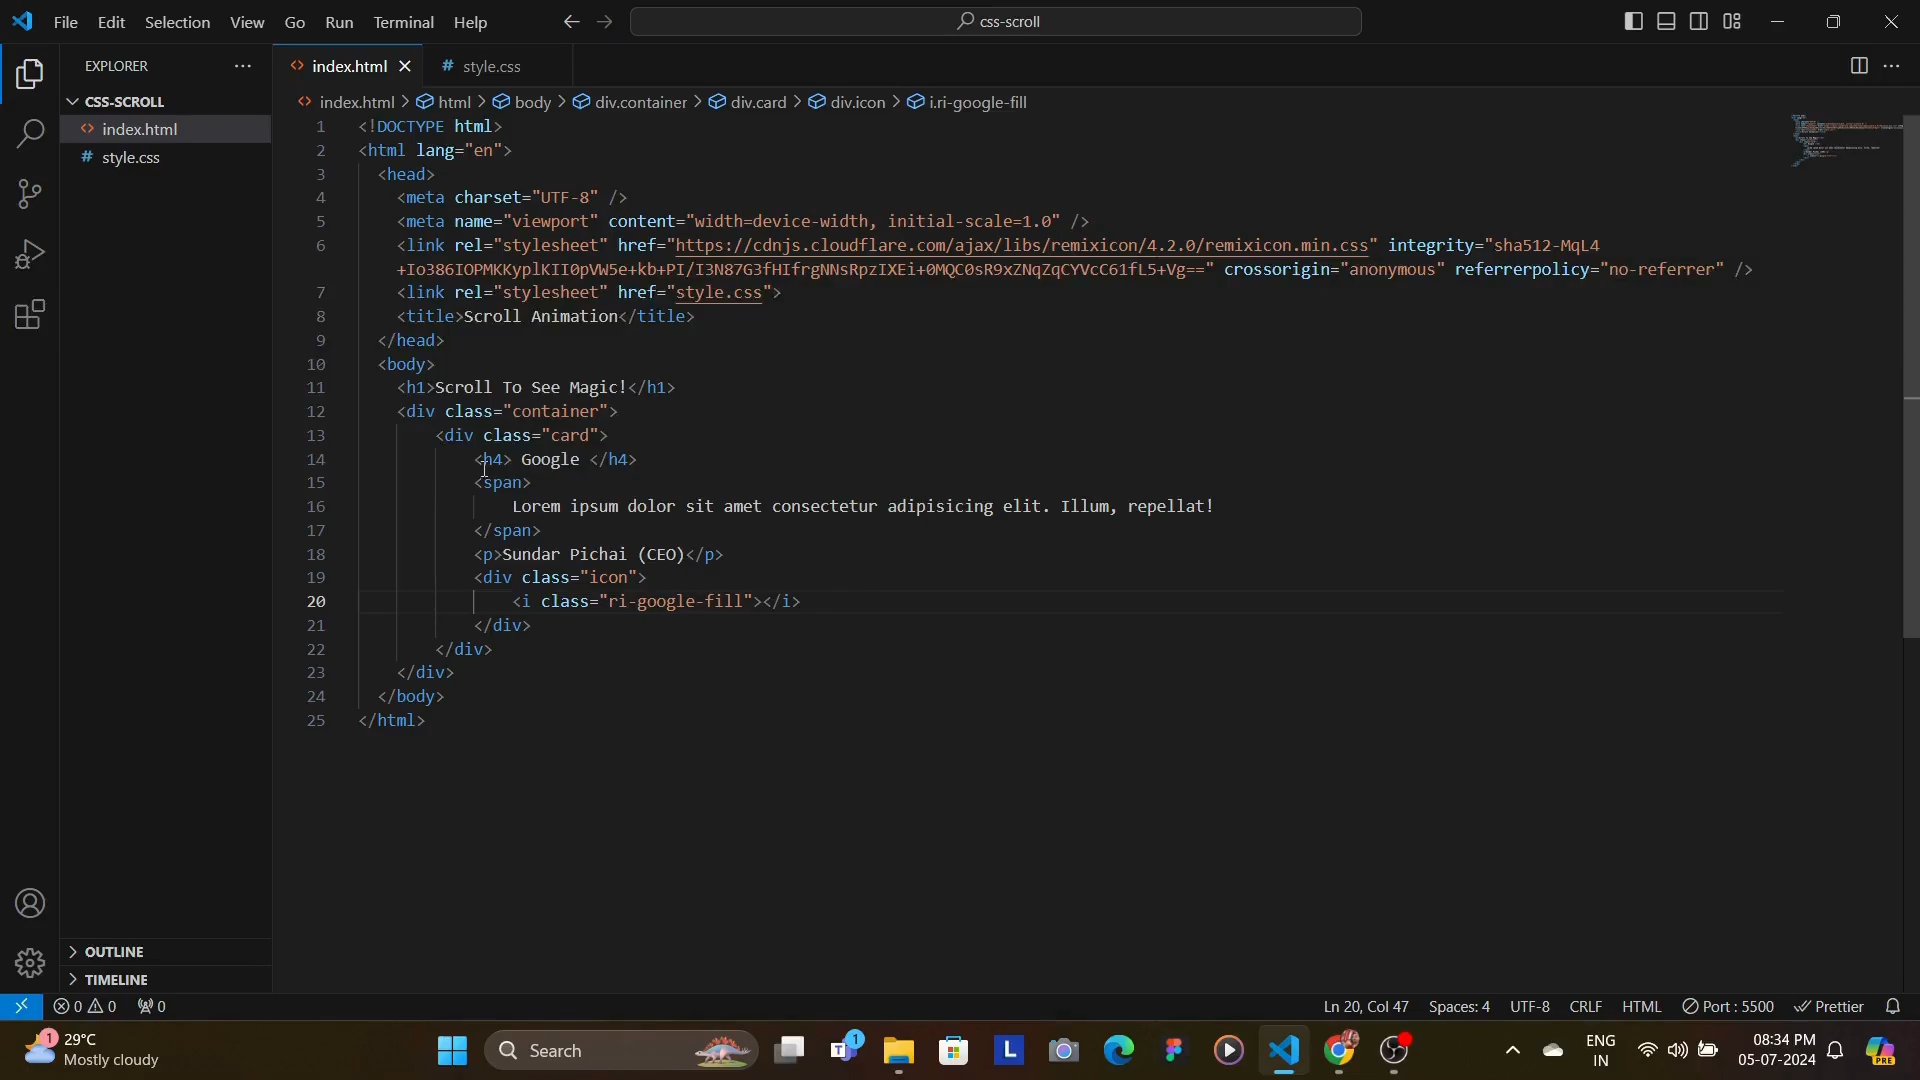 File Edit Selection View Go Run Terminal Help
css-scroll
EXPLORER
index.html
style.css
CSS-SCROLL
index.html
style.css
index.html > html > body > div.container > div.card > div.icon > i.ri-google-fill
1 <!DOCTYPE html>
2 <html lang="en">
3 <head>
4 <meta charset="UTF-8" />
5 <meta name="viewport" content="width=device-width, initial-scale=1.0" />
6 <link rel="stylesheet" href="https://cdnjs.cloudflare.com/ajax/libs/remixicon/4.2.0/remixicon.min.css" integrity="sha512-MqL4
+Io386IOPMKKyplKII0pVW5e+kb+PI/I3N87G3fHIfrgNNsRpzIXEi+0MQC0sR9xZNqZqCYVcC61fL5+Vg==" crossorigin="anonymous" referrerpolicy="no-referrer" />
7 <link rel="stylesheet" href="style.css">
8 <title>Scroll Animation</title>
9 </head>
10 <body>
11 <h1>Scroll To See Magic!</h1>
12 <div class="container">
13 <div class="card">
14 <h4> Google </h4>
15 <span>
16 Lorem ipsum dolor sit amet consectetur adipisicing elit. Illum, repellat!
17 </span>
18 <p>Sundar Pichai (CEO)</p>
19 <div class="icon">
20 <i class="ri-google-fill"></i>
21 </div>
22 </div>
23 </div>
24 </body>
25 </html>
OUTLINE
TIMELINE
0 0 0
Ln 20, Col 47 Spaces: 4 UTF-8 CRLF HTML Port : 5500 Prettier
1
29°C
Mostly cloudy
Search
T
1
L
ENG
IN
08:34 PM
05-07-2024
PRE